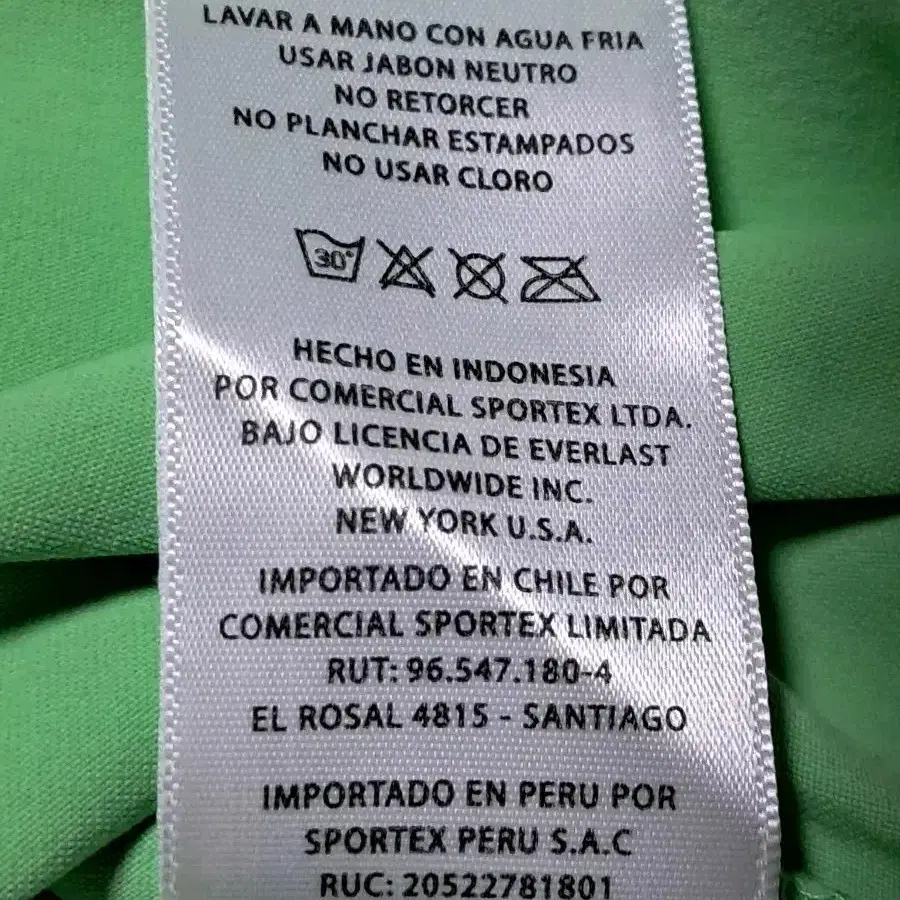 LAVAR A MANO CON AGUA FRIA
USAR JABON NEUTRO
NO RETORCER
NO PLANCHAR ESTAMPADOS
NO USAR CLORO
30°
HECHO EN INDONESIA
POR COMERCIAL SPORTEX LTDA.
BAJO LICENCIA DE EVERLAST
WORLDWIDE INC.
NEW YORK U.S.A.
IMPORTADO EN CHILE POR
COMERCIAL SPORTEX LIMITADA
RUT: 96.547.180-4
EL ROSAL 4815 - SANTIAGO
IMPORTADO EN PERU POR
SPORTEX PERU S.A.C
RUC: 20522781801